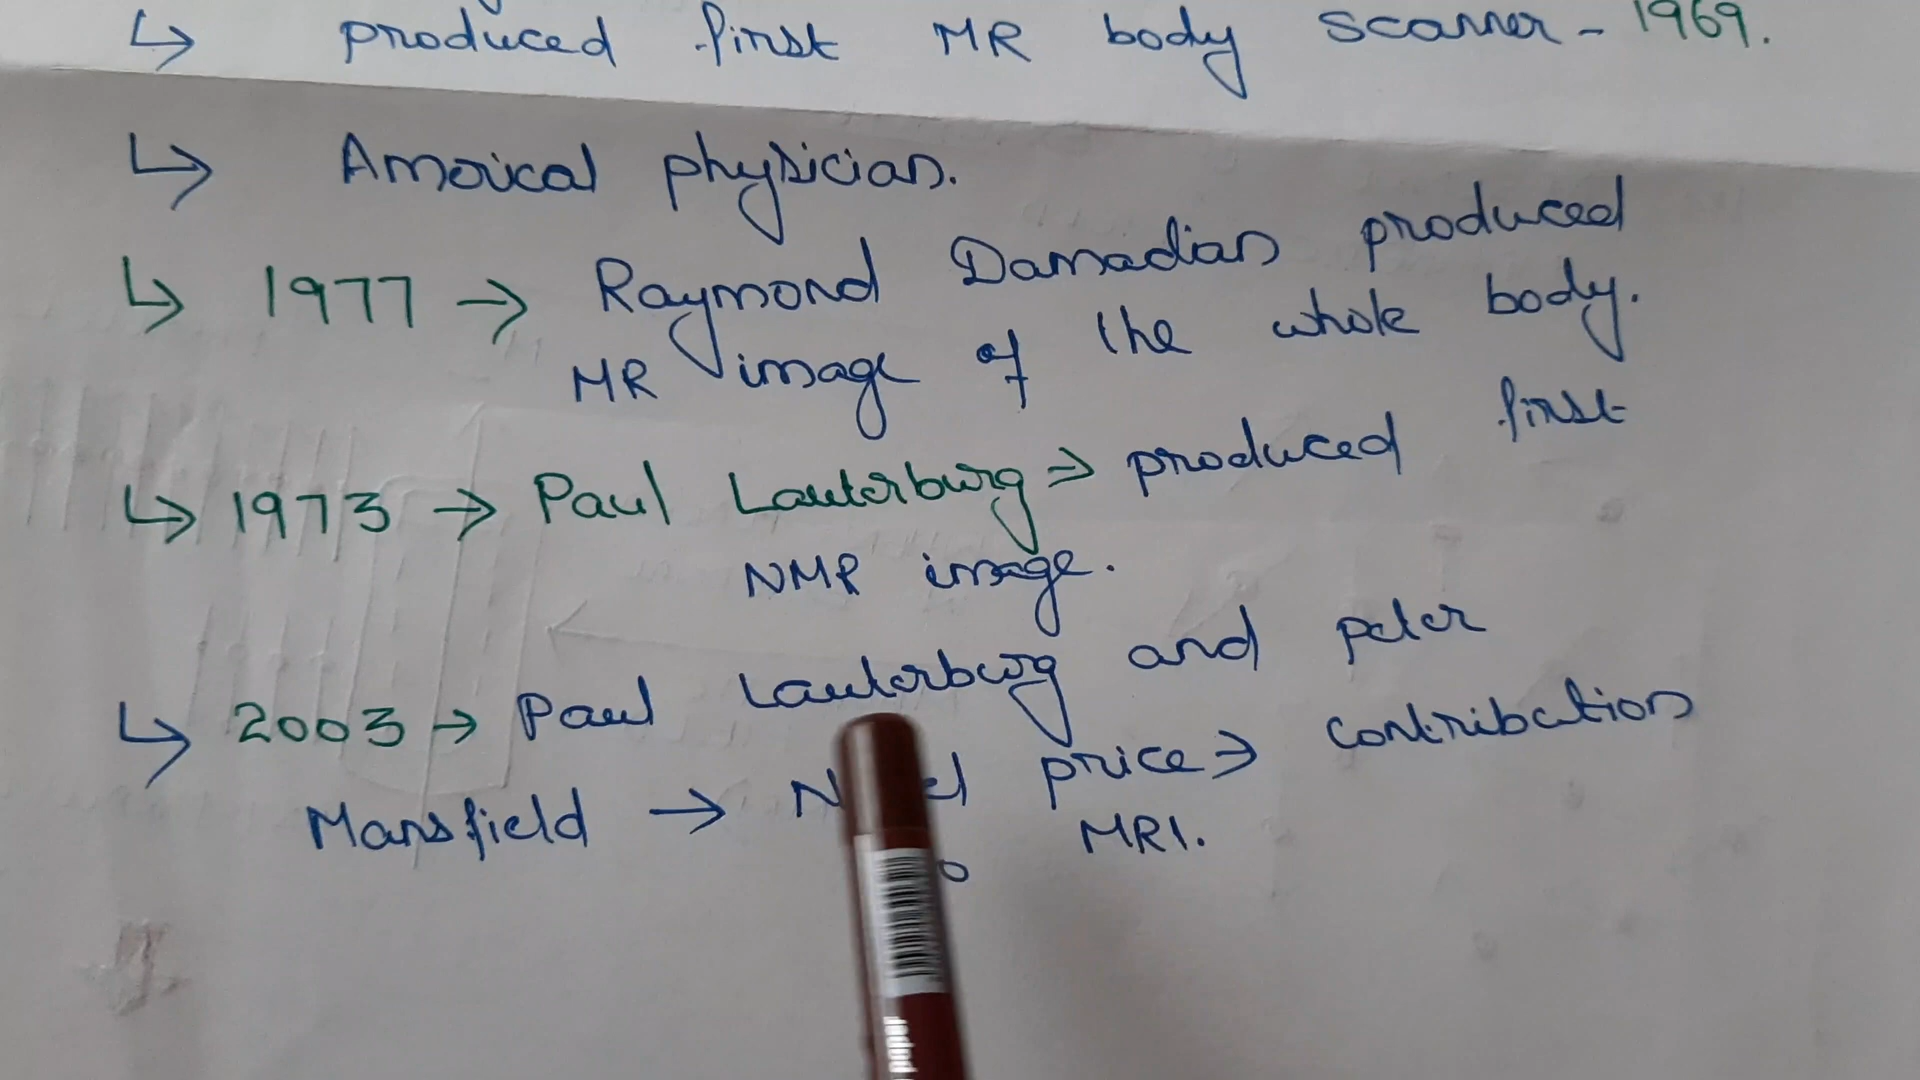 ↳ produced first MR body scanner - 1969.
↳ Americal physician.
↳ 1977 → Raymond Damadian produced
MR image of the whole body.
↳ 1973 → Paul Lauterburg ⇒ produced first
NMR image.
↳ 2003 → Paul Lauterburg and peter
Mansfield → price ⇒ contribution
MRI.